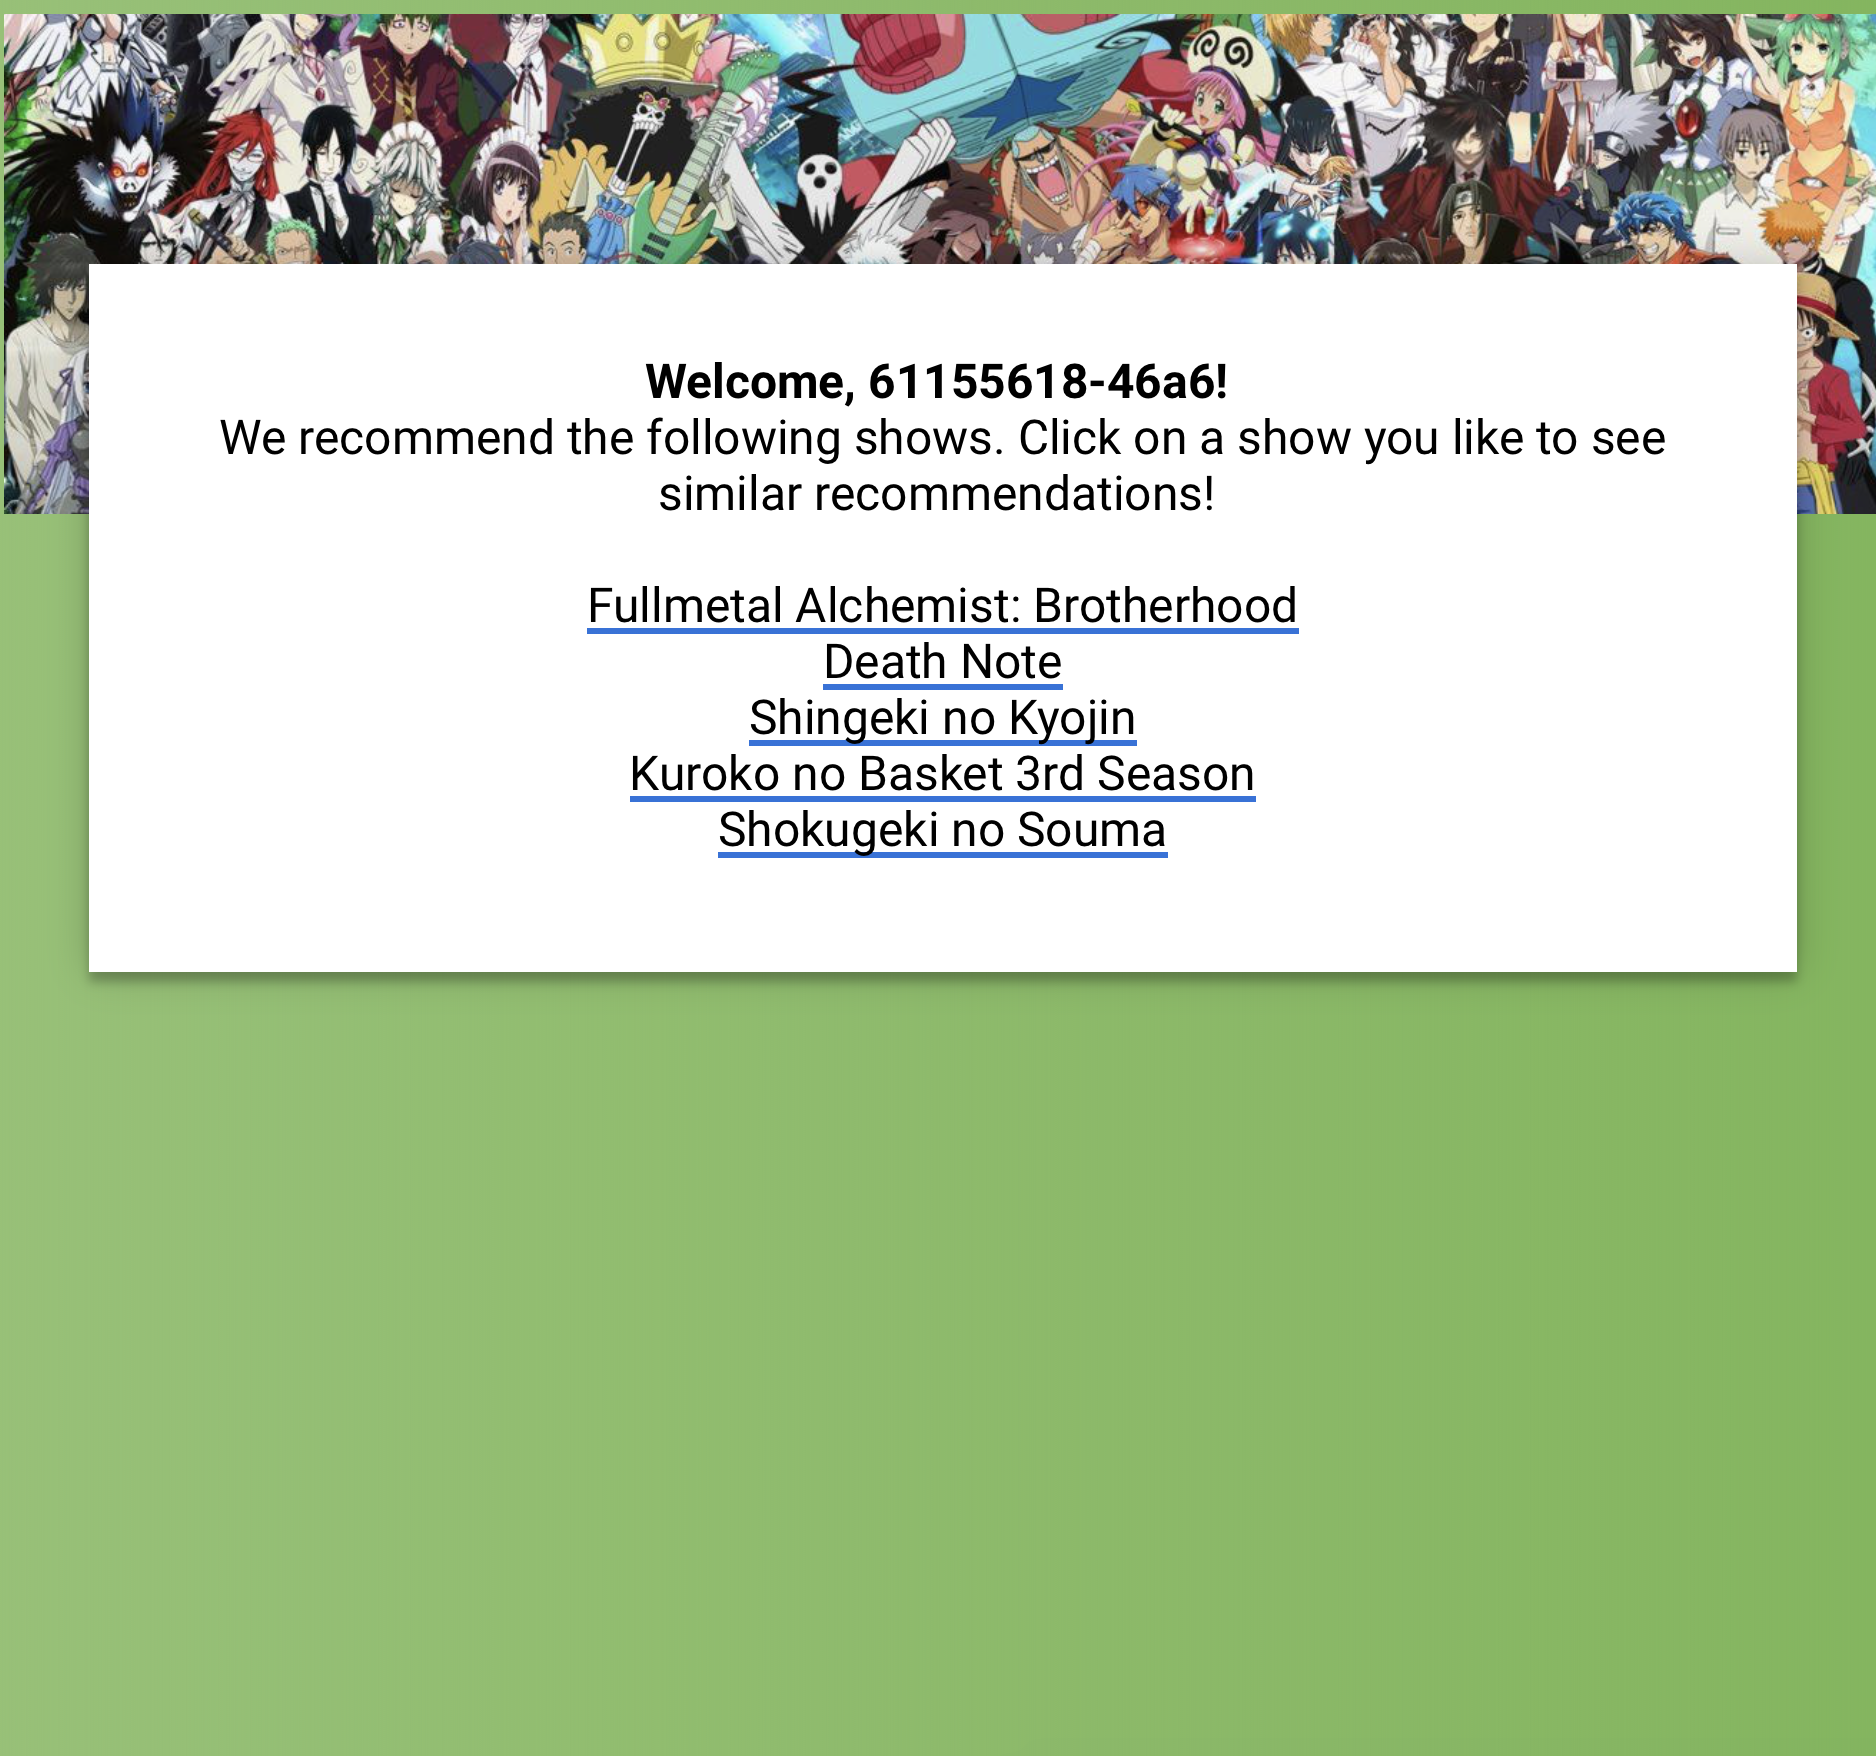 Welcome, 61155618-46a6!
We recommend the following shows. Click on a show you like to see
similar recommendations!
Fullmetal Alchemist: Brotherhood
Death Note
Shingeki no Kyojin
Kuroko no Basket 3rd Season
Shokugeki no Souma